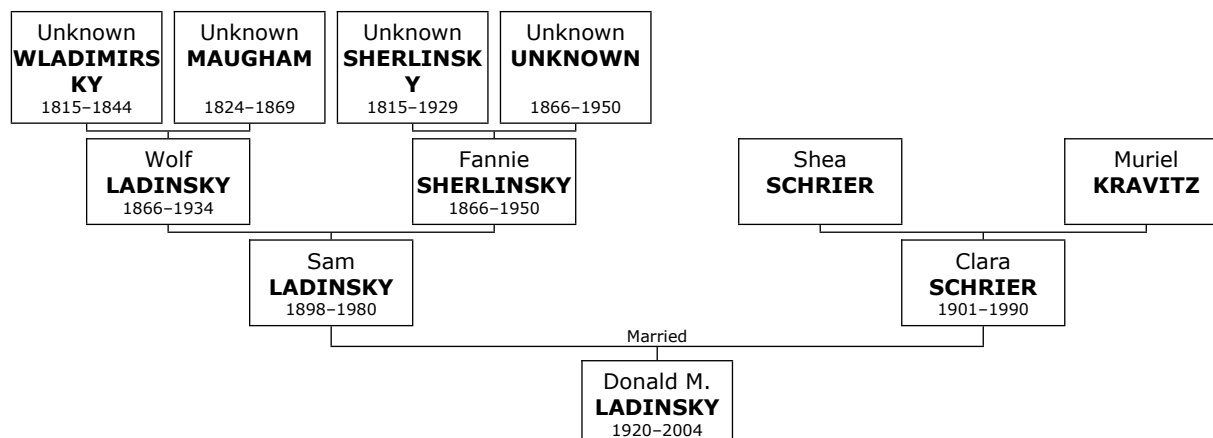 Unknown
WLADIMIRS
KY
1815–1844
Unknown
MAUGHAM
1824–1869
Unknown
SHERLINSK
Y
1815–1929
Unknown
UNKNOWN
1866–1950
Wolf
LADINSKY
1866–1934
Fannie
SHERLINSKY
1866–1950
Shea
SCHRIER
Muriel
KRAVITZ
Sam
LADINSKY
1898–1980
Clara
SCHRIER
1901–1990
Married
Donald M.
LADINSKY
1920–2004